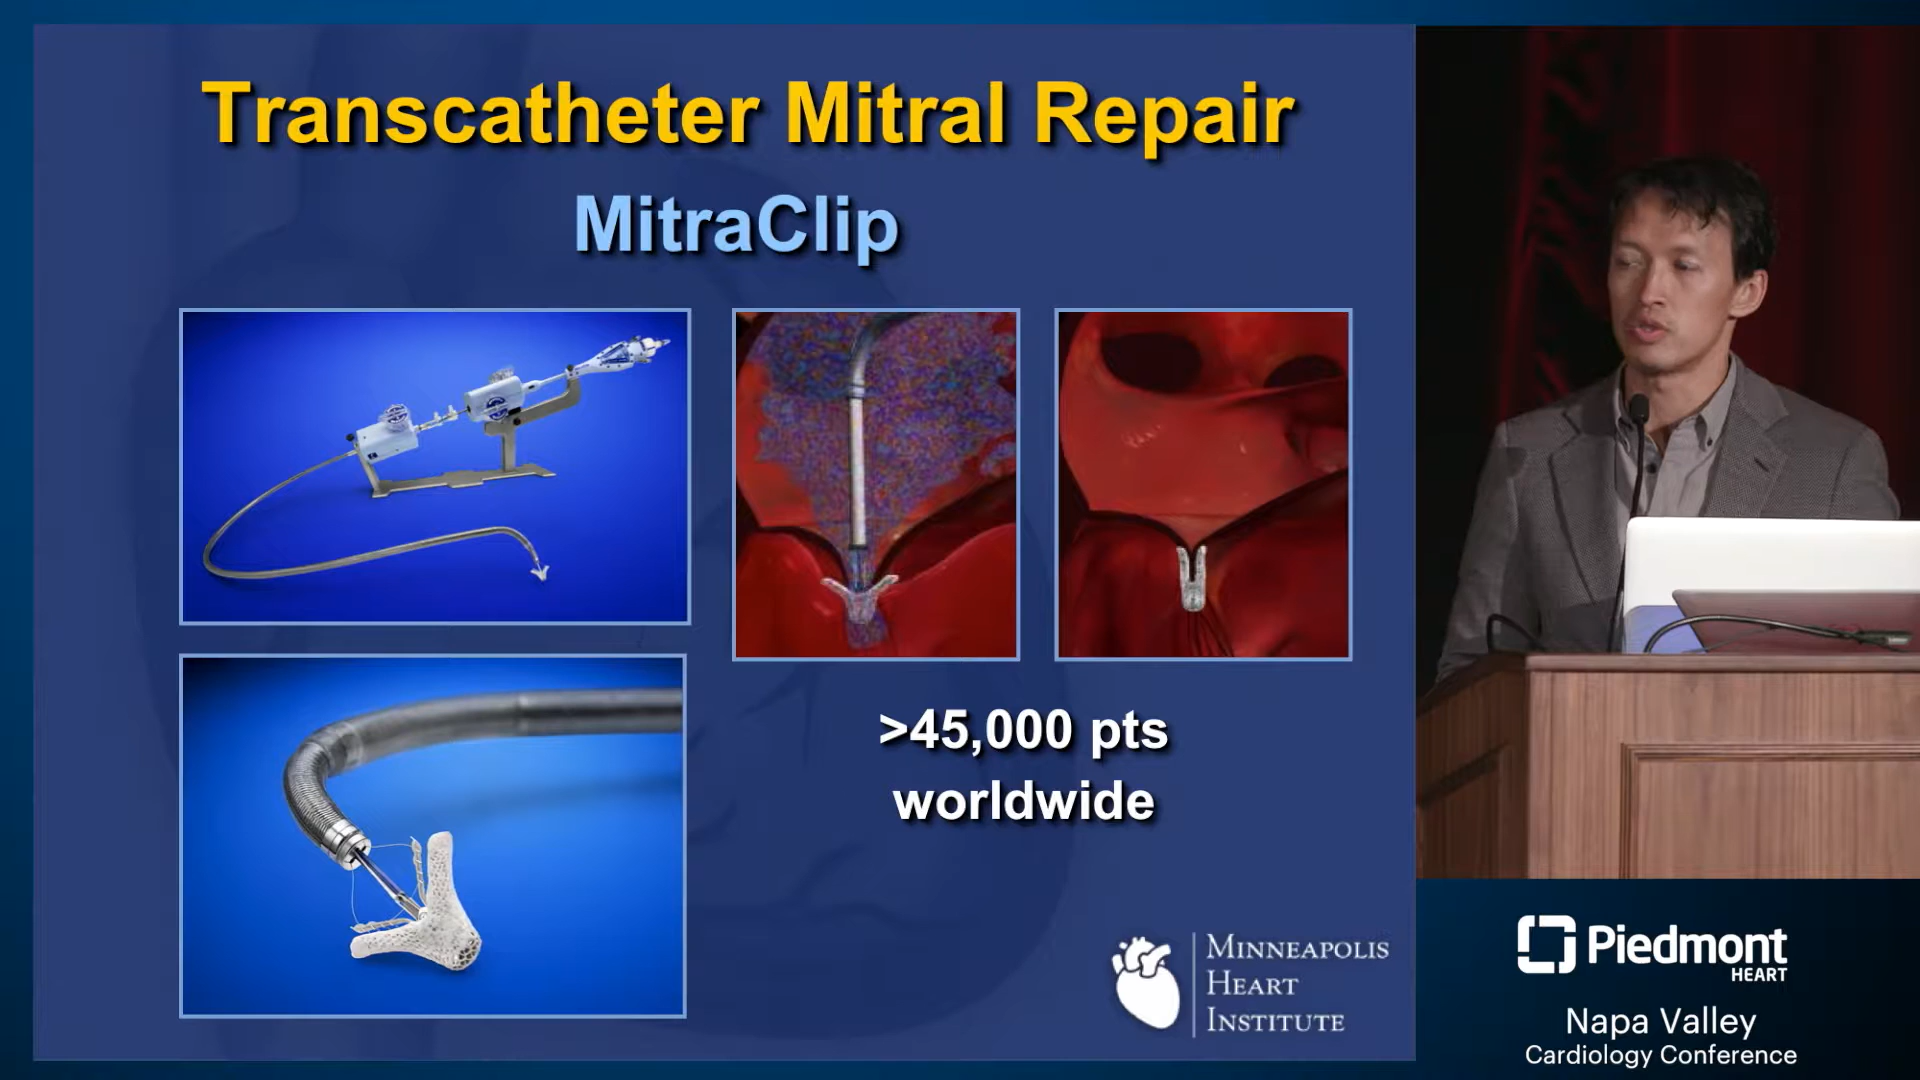 Transcatheter Mitral Repair
MitraClip
>45,000 pts
worldwide
MINNEAPOLIS
HEART
INSTITUTE
Piedmont
HEART
Napa Valley
Cardiology Conference